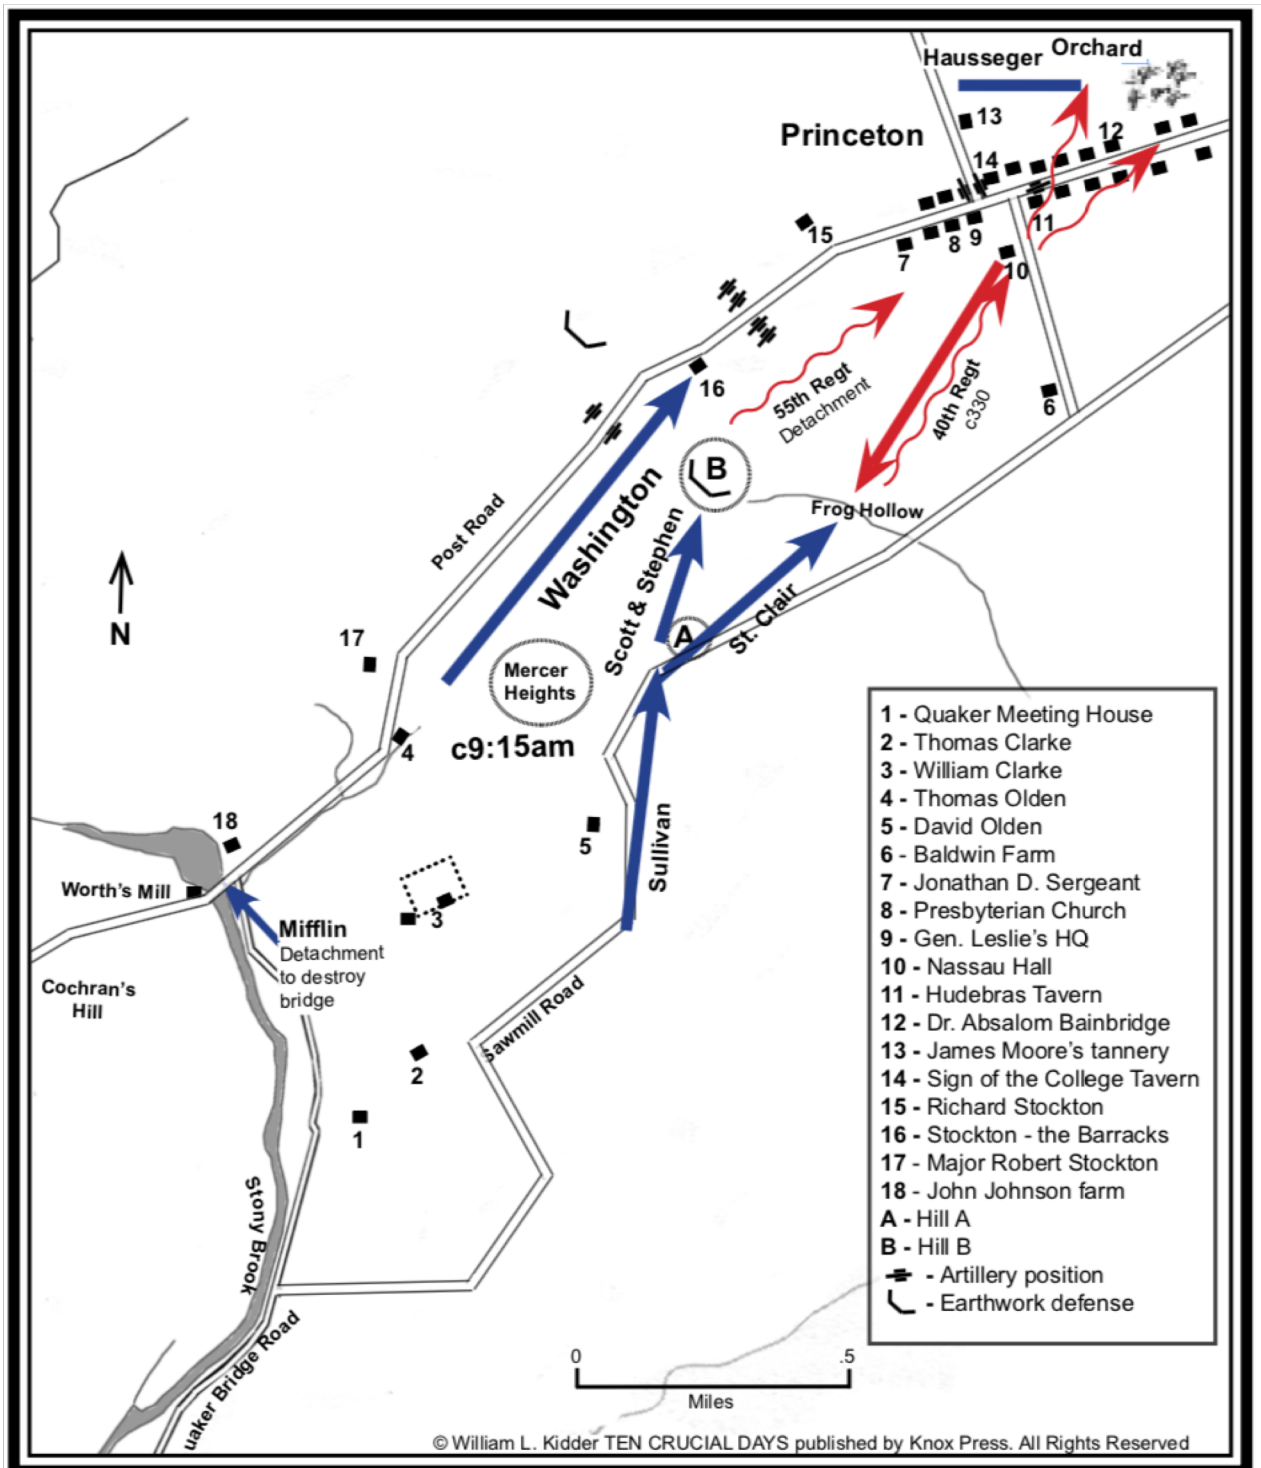 Hausseger
Orchard
13
Princeton
12
14
15
11
9
8
7
10
16
55th Regt
Detachment
40th Regt
c330
6
B
Post Road
Washington
Frog Hollow
Scott & Stephen
St. Clair
A
N
17
Mercer
Heights
4
c9:15am
18
5
Sullivan
Worth's Mill
3
Mifflin
Detachment
to destroy
bridge
Cochran's
Hill
Sawmill Road
2
1
Stony Brook
uaker Bridge Road
1 - Quaker Meeting House
2 - Thomas Clarke
3 - William Clarke
4 - Thomas Olden
5 - David Olden
6 - Baldwin Farm
7 - Jonathan D. Sergeant
8 - Presbyterian Church
9 - Gen. Leslie's HQ
10 - Nassau Hall
11 - Hudebras Tavern
12 - Dr. Absalom Bainbridge
13 - James Moore's tannery
14 - Sign of the College Tavern
15 - Richard Stockton
16 - Stockton - the Barracks
17 - Major Robert Stockton
18 - John Johnson farm
A - Hill A
B - Hill B
- Artillery position
- Earthwork defense
0 .5
Miles
© William L. Kidder TEN CRUCIAL DAYS published by Knox Press. All Rights Reserved